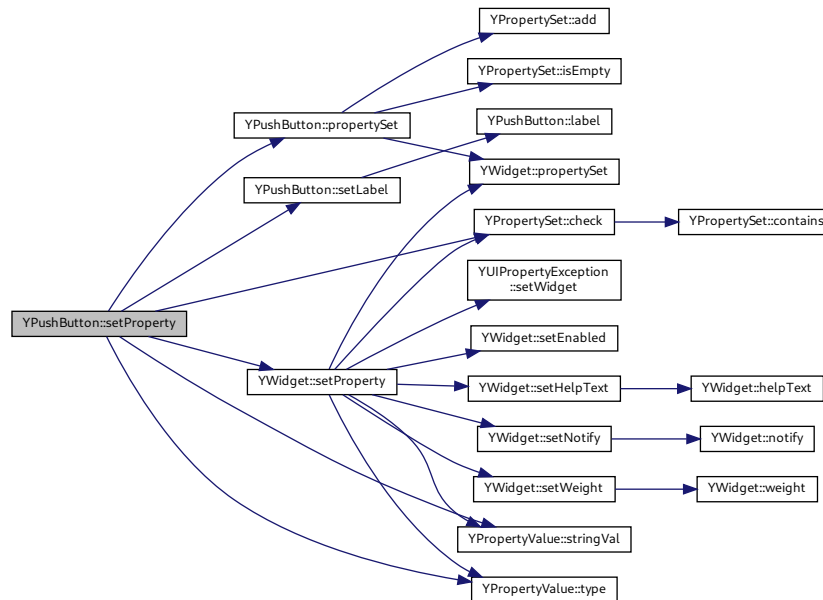 YPropertySet::add
YPropertySet::isEmpty
YPushButton::propertySet
YPushButton::label
YWidget::propertySet
YPushButton::setLabel
YPropertySet::check
YPropertySet::contains
YUIPropertyException
::setWidget
YPushButton::setProperty
YWidget::setEnabled
YWidget::setProperty
YWidget::setHelpText
YWidget::helpText
YWidget::setNotify
YWidget::notify
YWidget::setWeight
YWidget::weight
YPropertyValue::stringVal
YPropertyValue::type